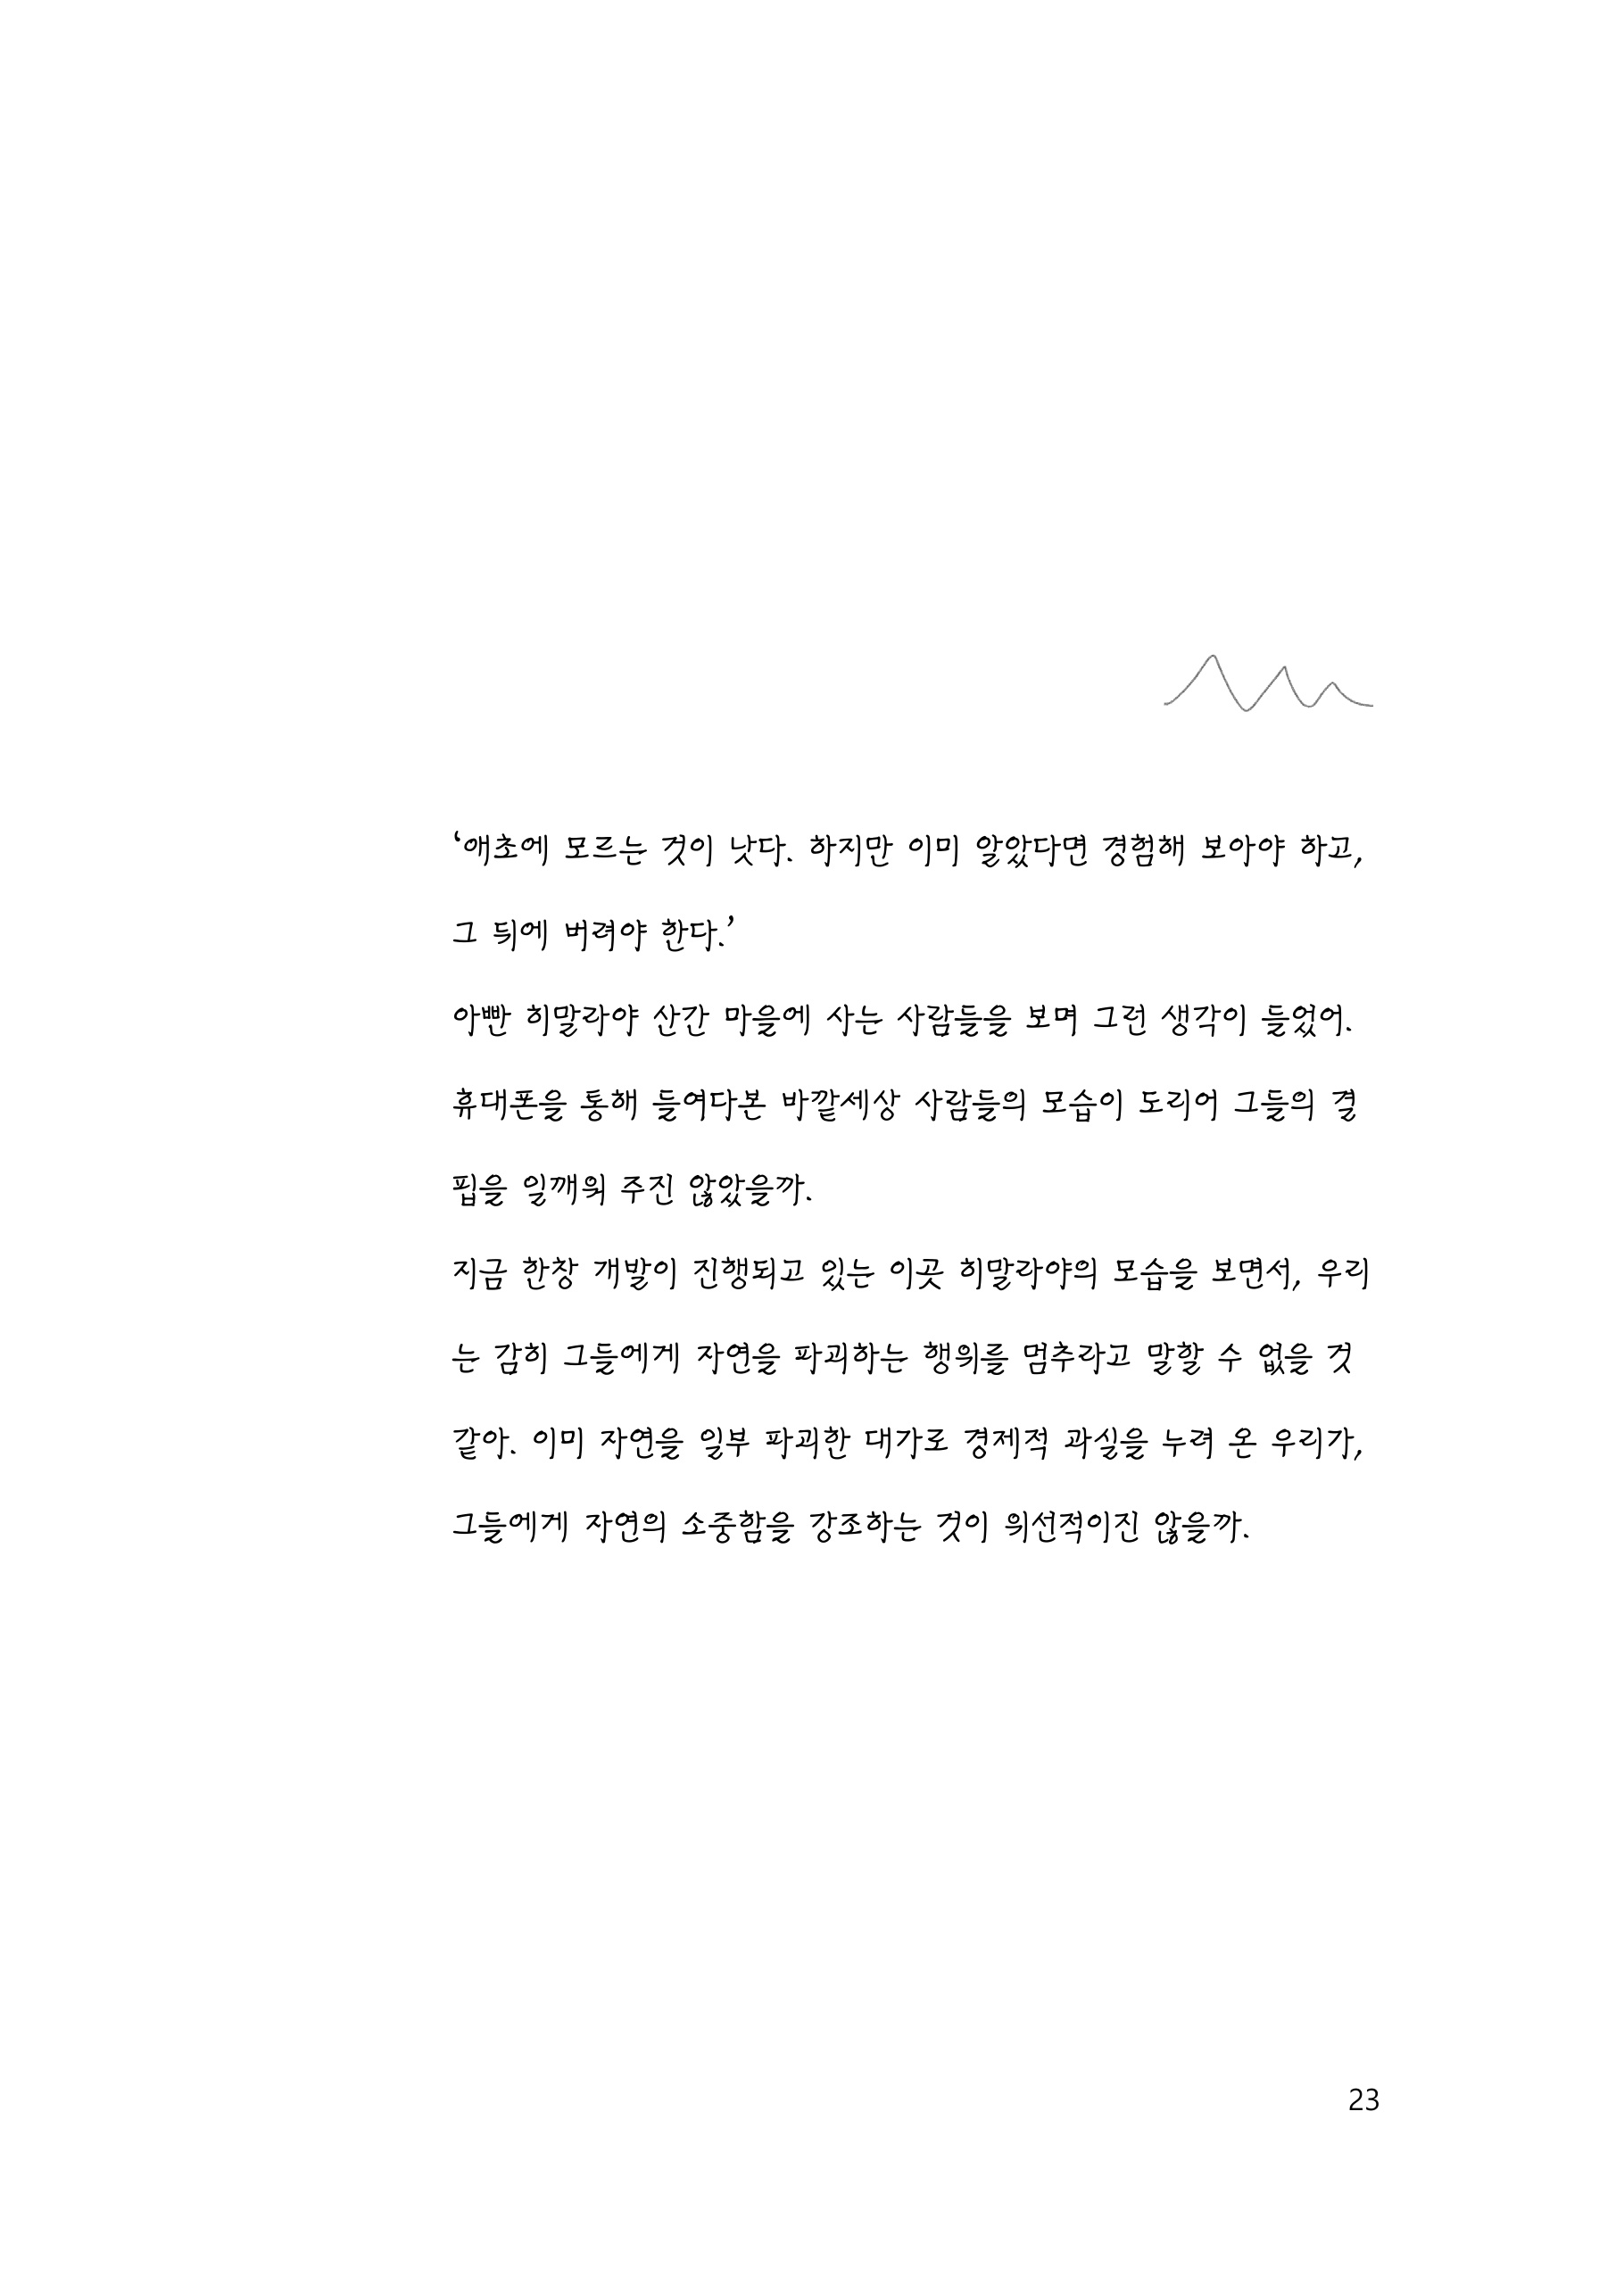 ‘애초에 모르는 것이 낫다. 하지만 이미 알았다면 경험해 보아야 하고,
그 뒤에 버려야 한다.’
아빤 히말라야 산간 마을에 사는 사람들을 보며 그런 생각이 들었어.
휴대폰을 통해 들여다본 바깥세상 사람들의 모습이 도리어 그들의 결
핍을 일깨워 주진 않았을까.
지금 한창 개발이 진행되고 있는 이곳 히말라야의 모습을 보면서, 우리
는 감히 그들에게 자연을 파괴하는 행위를 멈추라고 말할 수 없을 것
같아. 이미 자연을 일부 파괴한 대가로 경제적 과실을 누려 온 우리가,
그들에게 자연의 소중함을 강조하는 것이 위선적이진 않을까.
23